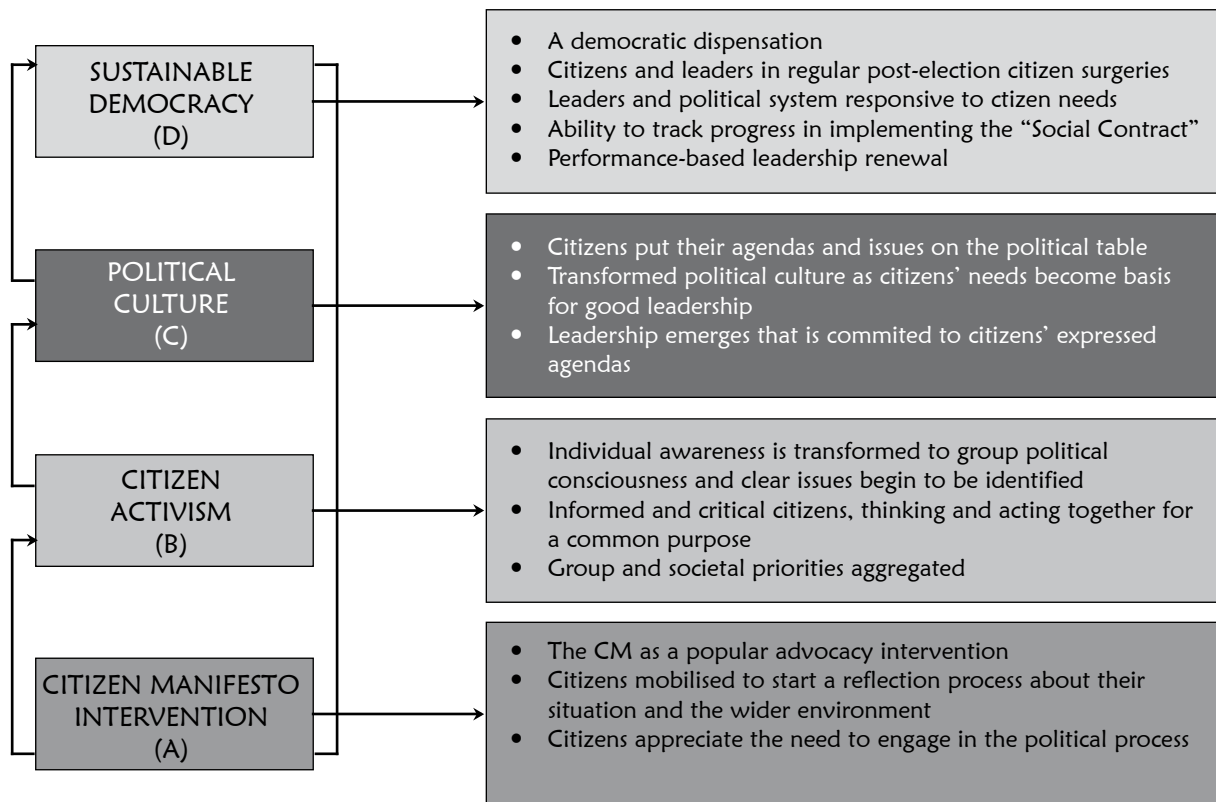 SUSTAINABLE
DEMOCRACY
(D)
• A democratic dispensation
• Citizens and leaders in regular post-election citizen surgeries
• Leaders and political system responsive to ctizen needs
• Ability to track progress in implementing the “Social Contract”
• Performance-based leadership renewal
POLITICAL
CULTURE
(C)
• Citizens put their agendas and issues on the political table
• Transformed political culture as citizens’ needs become basis
for good leadership
• Leadership emerges that is commited to citizens’ expressed
agendas
CITIZEN
ACTIVISM
(B)
• Individual awareness is transformed to group political
consciousness and clear issues begin to be identified
• Informed and critical citizens, thinking and acting together for
a common purpose
• Group and societal priorities aggregated
CITIZEN MANIFESTO
INTERVENTION
(A)
• The CM as a popular advocacy intervention
• Citizens mobilised to start a reflection process about their
situation and the wider environment
• Citizens appreciate the need to engage in the political process